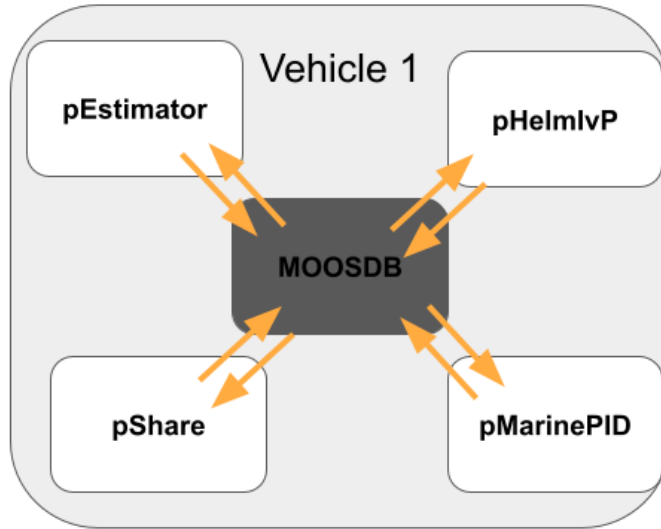 Vehicle 1
pEstimator
pHelmIvP
MOOSDB
pShare
pMarinePID